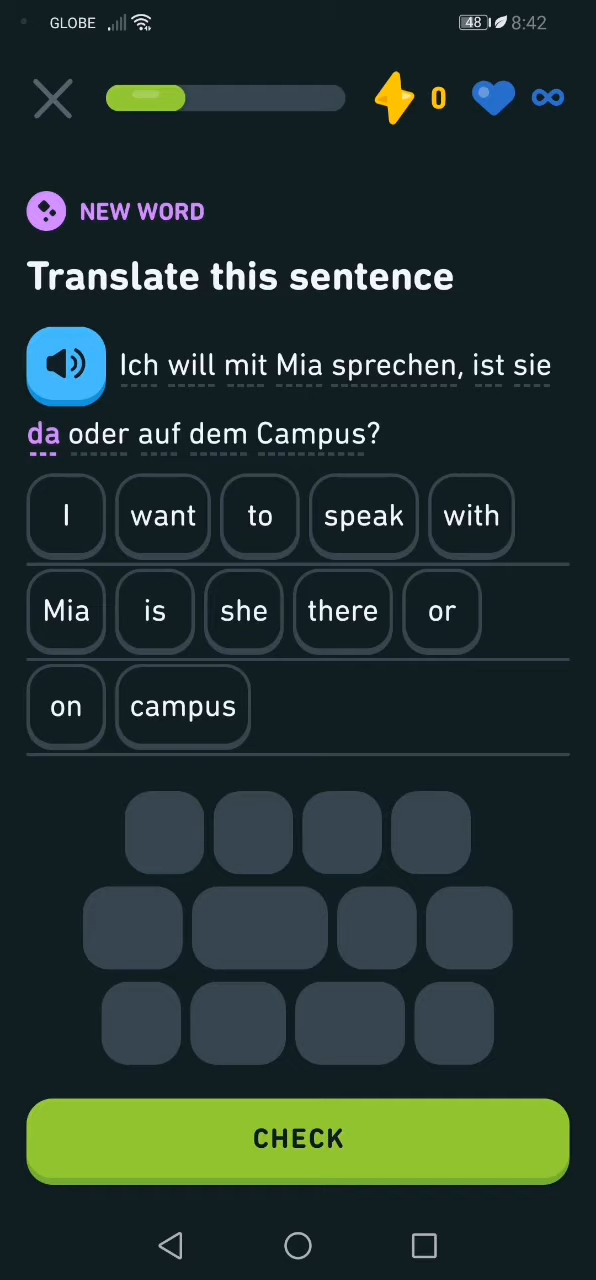 GLOBE 48 8:42
0 ∞
NEW WORD
Translate this sentence
Ich will mit Mia sprechen, ist sie
da oder auf dem Campus?
I want to speak with
Mia is she there or
on campus
CHECK